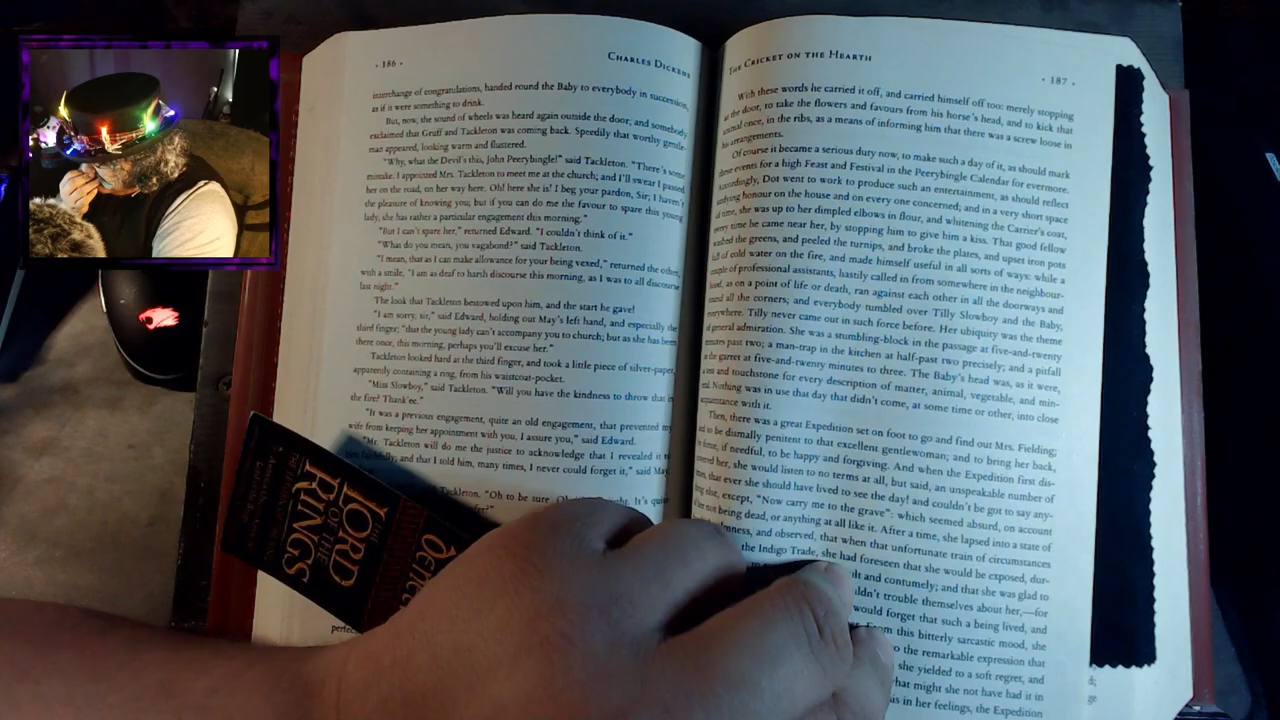 · 186 ·
CHARLES DICKENS
interchange of congratulations, handed round the Baby to everybody in succession,
as if it were something to drink.
But, now, the sound of wheels was heard again outside the door; and somebody
exclaimed that Gruff and Tackleton was coming back. Speedily that worthy gentle-
man appeared, looking warm and flustered.
"Why, what the Devil's this, John Peerybingle!" said Tackleton. "There's some
mistake. I appointed Mrs. Tackleton to meet me at the church; and I'll swear I passed
her on the road, on her way here. Oh! here she is! I beg your pardon, Sir; I haven't
the pleasure of knowing you; but if you can do me the favour to spare this young
lady, she has rather a particular engagement this morning."
"But I can't spare her," returned Edward. "I couldn't think of it."
"What do you mean, you vagabond?" said Tackleton.
"I mean, that as I can make allowance for your being vexed," returned the other,
with a smile, "I am as deaf to harsh discourse this morning, as I was to all discourse
last night."
The look that Tackleton bestowed upon him, and the start he gave!
"I am sorry, sir," said Edward, holding out May's left hand, and especially the
third finger; "that the young lady can't accompany you to church; but as she has been
there once, this morning, perhaps you'll excuse her."
Tackleton looked hard at the third finger, and took a little piece of silver-paper,
apparently containing a ring, from his waistcoat-pocket.
"Miss Slowboy," said Tackleton. "Will you have the kindness to throw that in
the fire? Thank'ee."
"It was a previous engagement, quite an old engagement, that prevented my
wife from keeping her appointment with you, I assure you," said Edward.
"Mr. Tackleton will do me the justice to acknowledge that I revealed it to
him faithfully; and that I told him, many times, I never could forget it," said May,
Tackleton. "Oh to be sure. It's quite
perfec
THE LORD
OF THE
RINGS
THE CRICKET ON THE HEARTH
· 187 ·
With these words he carried it off, and carried himself off too: merely stopping
at the door, to take the flowers and favours from his horse's head, and to kick that
animal once, in the ribs, as a means of informing him that there was a screw loose in
his arrangements.
Of course it became a serious duty now, to make such a day of it, as should mark
these events for a high Feast and Festival in the Peerybingle Calendar for evermore.
Accordingly, Dot went to work to produce such an entertainment, as should reflect
undying honour on the house and on every one concerned; and in a very short space
of time, she was up to her dimpled elbows in flour, and whitening the Carrier's coat,
every time he came near her, by stopping him to give him a kiss. That good fellow
washed the greens, and peeled the turnips, and broke the plates, and upset iron pots
full of cold water on the fire, and made himself useful in all sorts of ways: while a
couple of professional assistants, hastily called in from somewhere in the neighbour-
hood, as on a point of life or death, ran against each other in all the doorways and
round all the corners; and everybody tumbled over Tilly Slowboy and the Baby,
everywhere. Tilly never came out in such force before. Her ubiquity was the theme
of general admiration. She was a stumbling-block in the passage at five-and-twenty
minutes past two; a man-trap in the kitchen at half-past two precisely; and a pitfall
in the garret at five-and-twenty minutes to three. The Baby's head was, as it were,
a test and touchstone for every description of matter, animal, vegetable, and min-
eral. Nothing was in use that day that didn't come, at some time or other, into close
acquaintance with it.
Then, there was a great Expedition set on foot to go and find out Mrs. Fielding;
and to be dismally penitent to that excellent gentlewoman; and to bring her back,
by force, if needful, to be happy and forgiving. And when the Expedition first dis-
covered her, she would listen to no terms at all, but said, an unspeakable number of
times, that ever she should have lived to see the day! and couldn't be got to say any-
thing else, except, "Now carry me to the grave": which seemed absurd, on account
of her not being dead, or anything at all like it. After a time, she lapsed into a state of
calmness, and observed, that when that unfortunate train of circumstances
the Indigo Trade, she had foreseen that she would be exposed, dur-
ult and contumely; and that she was glad to
uldn't trouble themselves about her,—for
would forget that such a being lived, and
From this bitterly sarcastic mood, she
to the remarkable expression that
she yielded to a soft regret, and
what might she not have had it in
is in her feelings, the Expedition